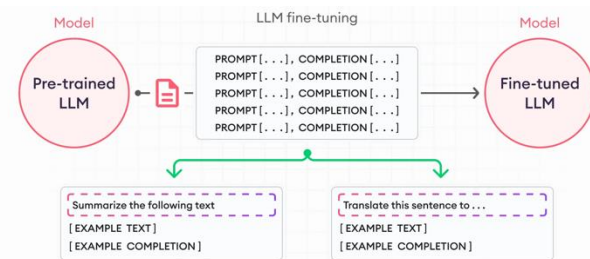 LLM fine-tuning
Model
Model
Pre-trained
LLM
PROMPT[...], COMPLETION[...]
PROMPT[...], COMPLETION[...]
PROMPT[...], COMPLETION[...]
PROMPT[...], COMPLETION[...]
PROMPT[...], COMPLETION[...]
Fine-tuned
LLM
Summarize the following text
[EXAMPLE TEXT]
[EXAMPLE COMPLETION]
Translate this sentence to...
[EXAMPLE TEXT]
[EXAMPLE COMPLETION]